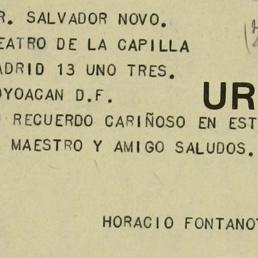 R. SALVADOR NOVO.
EATRO DE LA CAPILLA
ADRID 13 UNO TRES.
OYOACAN D.F.
UR
RECUERDO CARIÑOSO EN EST
MAESTRO Y AMIGO SALUDOS.
HORACIO FONTANOT